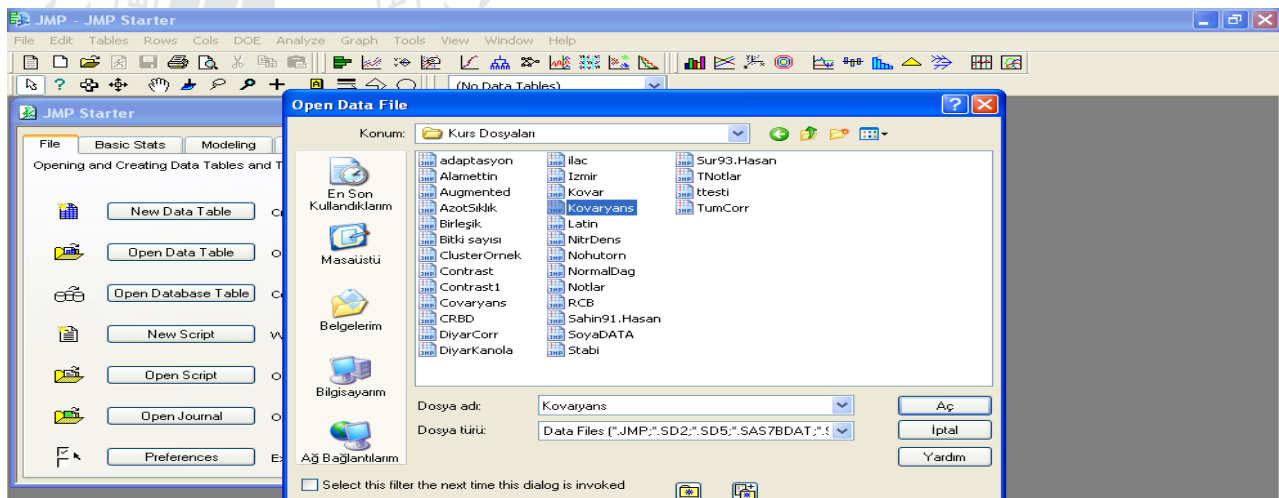 JMP - JMP Starter
File Edit Tables Rows Cols DOE Analyze Graph Tools View Window Help
(No Data Tables)
JMP Starter
File Basic Stats Modeling
Opening and Creating Data Tables and T
New Data Table
Open Data Table
Open Database Table
New Script
Open Script
Open Journal
Preferences
Open Data File
Konum: Kurs Dosyaları
En Son Kullandıklarım
Masaüstü
Belgelerim
Bilgisayarım
Ağ Bağlantılarım
adaptasyon
Alamettin
Augmented
AzotSıklık
Birleşik
Bitki sayısı
ClusterOrnek
Contrast
Contrast1
Covaryans
CRBD
DiyarCorr
DiyarKanola
ilac
Izmir
Kovar
Kovaryans
Latin
NitrDens
Nohutorn
NormalDag
Notlar
RCB
Sahin91.Hasan
SoyaDATA
Stabi
Sur93.Hasan
TNotlar
ttesti
TumCorr
Dosya adı: Kovaryans Aç
Dosya türü: Data Files (*.JMP;*.SD2;*.SD5;*.SAS7BDAT;*.S İptal
Yardım
Select this filter the next time this dialog is invoked